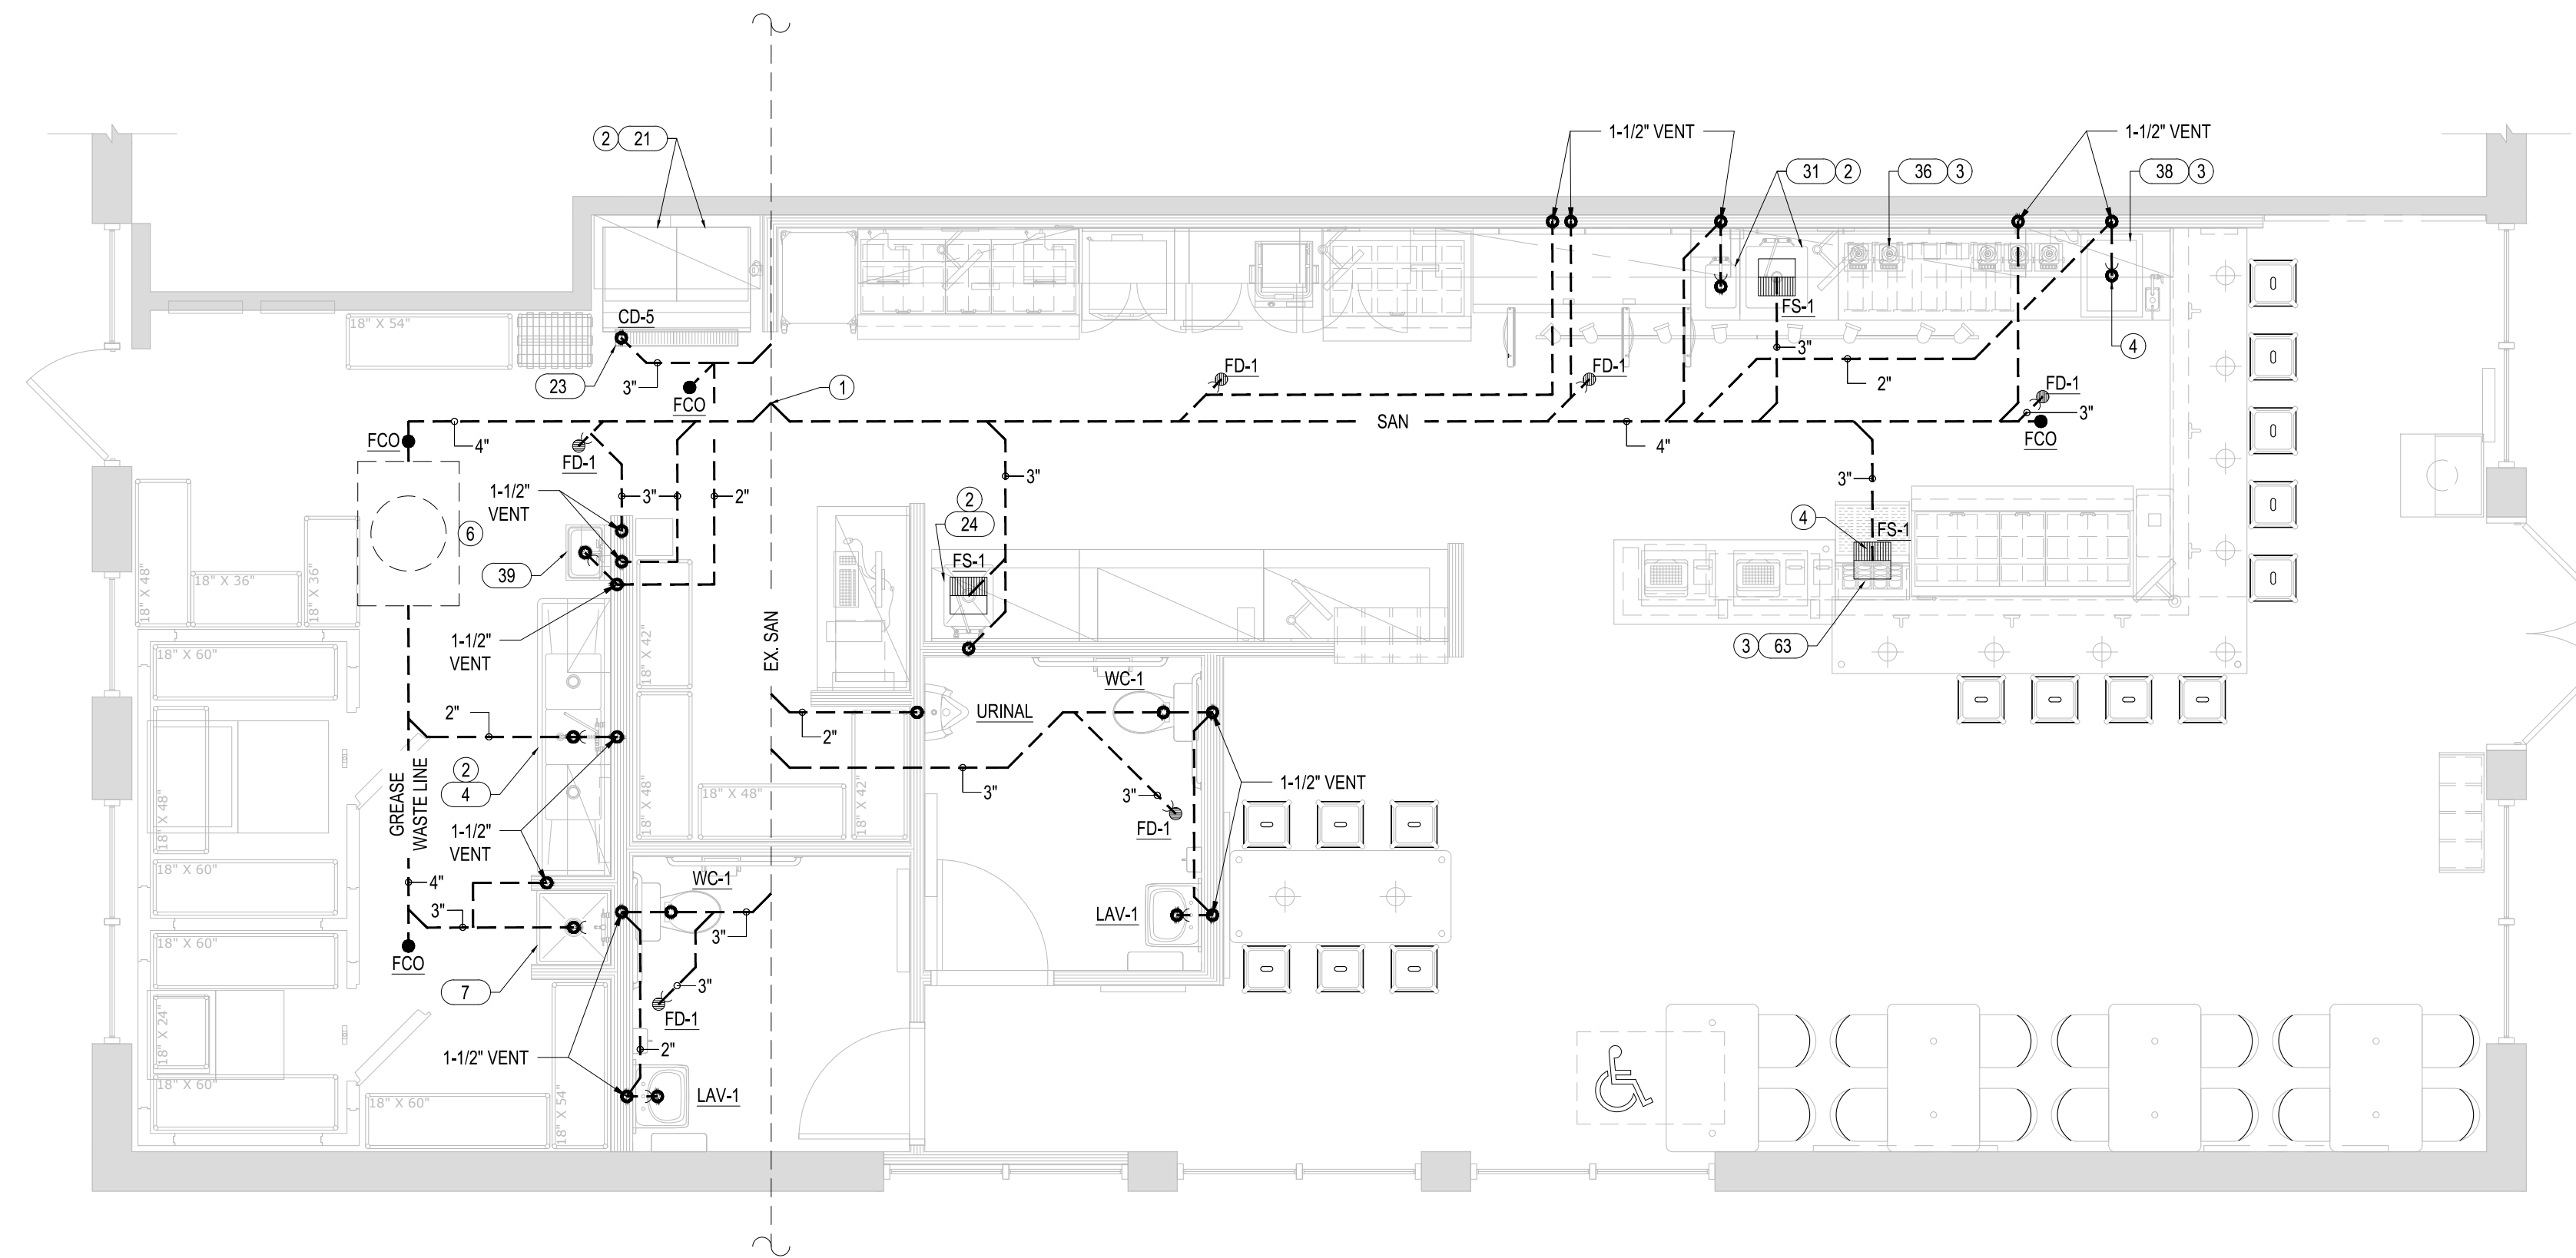 1-1/2" VENT
1-1/2" VENT
2 21
31 2
36 3
38 3
CD-5
FS-1
18" X 54"
3"
4
23
3"
FD-1
FD-1
2"
FD-1
FCO
1
3"
FCO
4"
SAN
4"
FCO
FD-1
1-1/2"
VENT
3"
2"
3"
3"
2
24
4
FS-1
6
FS-1
39
18" X 48"
18" X 36"
18" X 36"
1-1/2"
VENT
18" X 42"
EX. SAN
3 63
18" X 60"
WC-1
2"
URINAL
2"
GREASE
WASTE LINE
2
4
18" X 48"
18" X 48"
18" X 48"
18" X 42"
3"
3"
1-1/2" VENT
FD-1
1-1/2"
VENT
18" X 60"
WC-1
4"
3"
LAV-1
3"
18" X 60"
FCO
7
3"
FD-1
18" X 24"
1-1/2" VENT
2"
18" X 60"
18" X 60"
18" X 54"
LAV-1